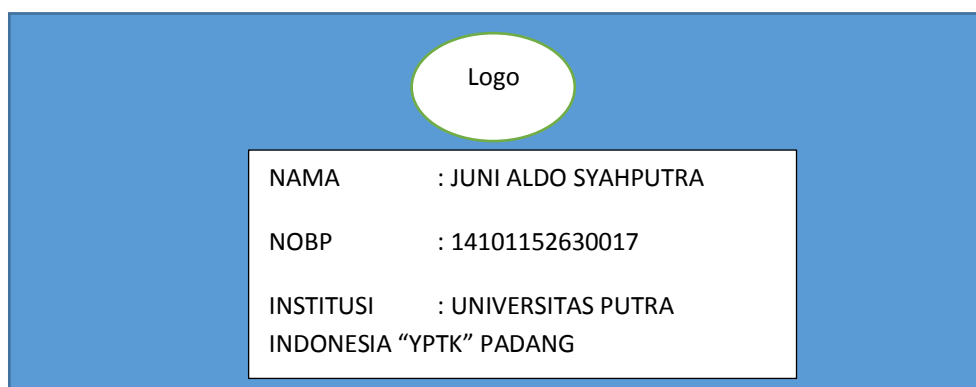 Logo
NAMA : JUNI ALDO SYAHPUTRA
NOBP : 14101152630017
INSTITUSI : UNIVERSITAS PUTRA
INDONESIA “YPTK” PADANG